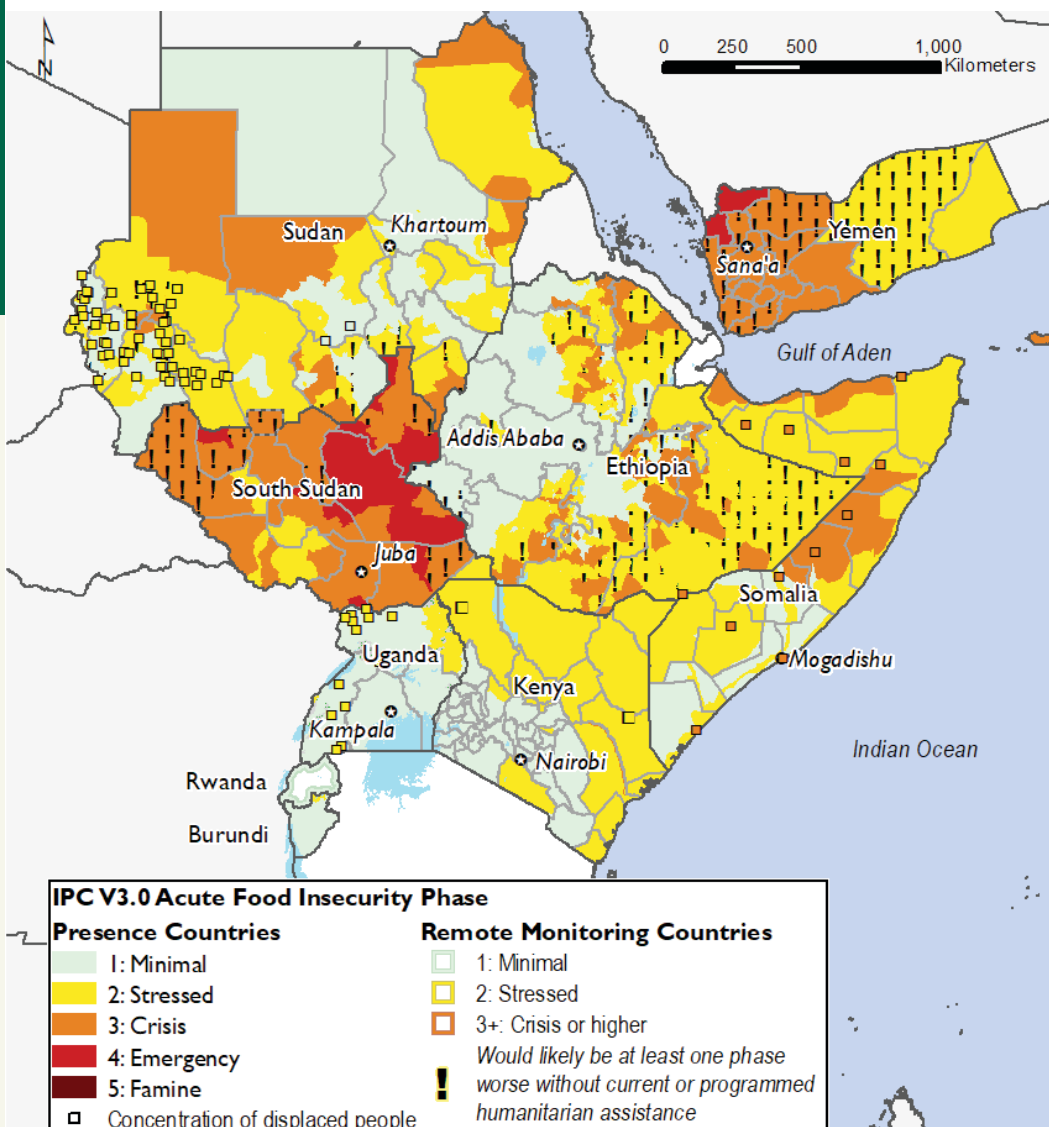 N
0 250 500 1,000
Kilometers
Sudan
Khartoum
Yemen
Sana'a
Gulf of Aden
Addis Ababa
Ethiopia
South Sudan
Juba
Somalia
Uganda
Mogadishu
Kenya
Kampala
Nairobi
Indian Ocean
Rwanda
Burundi
IPC V3.0 Acute Food Insecurity Phase
Presence Countries
1: Minimal
2: Stressed
3: Crisis
4: Emergency
5: Famine
Concentration of displaced people
Remote Monitoring Countries
1: Minimal
2: Stressed
3+: Crisis or higher
! Would likely be at least one phase
worse without current or programmed
humanitarian assistance